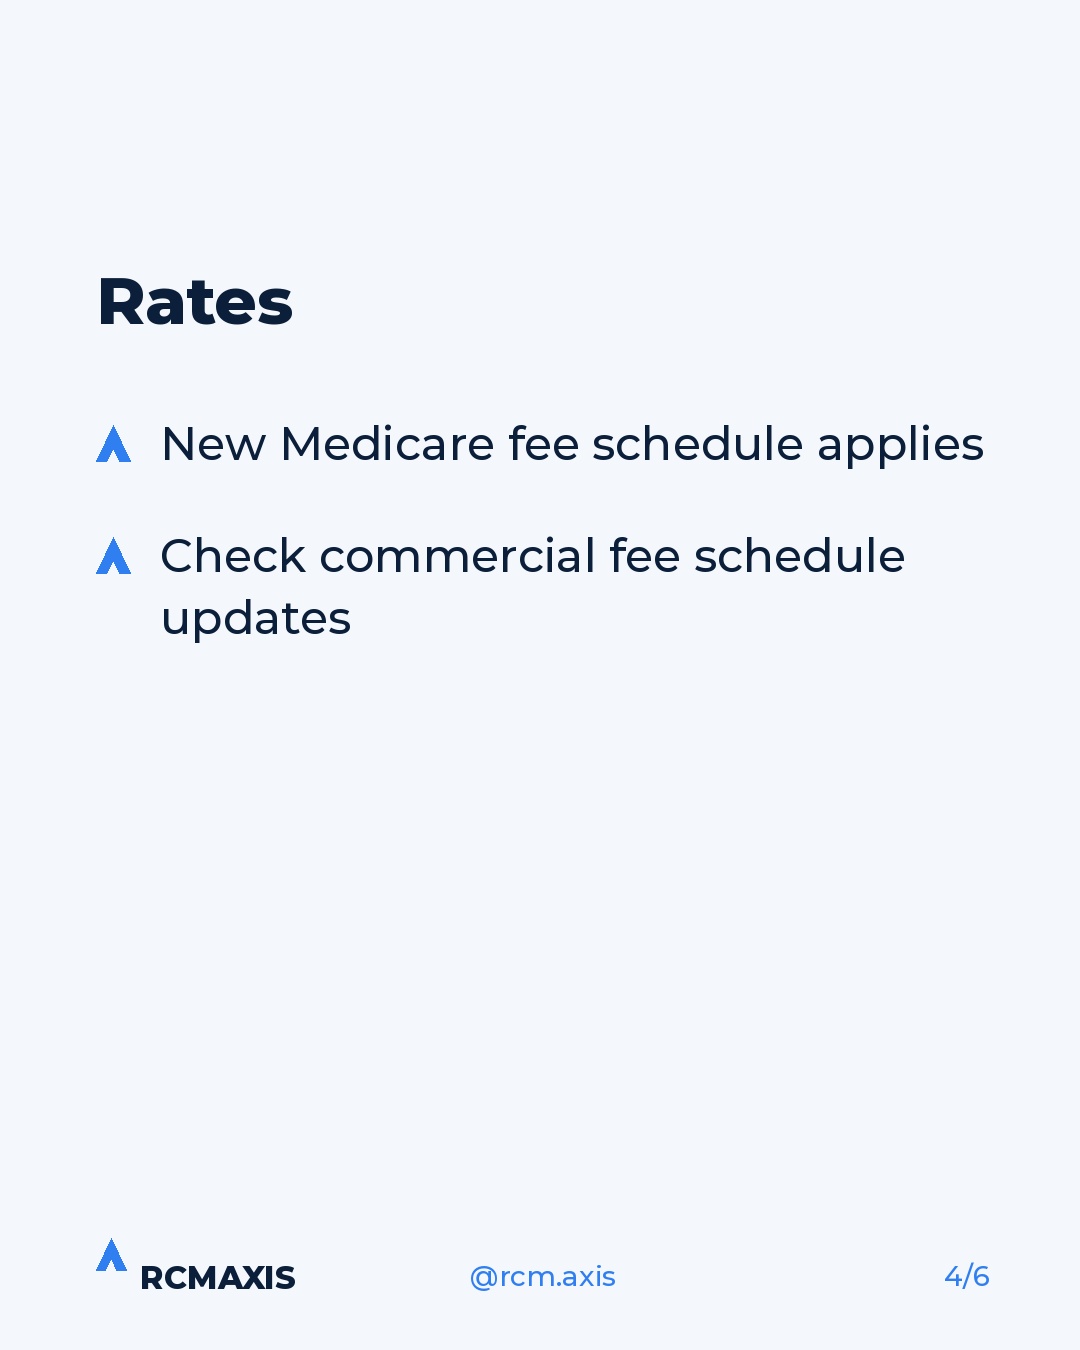 Rates
New Medicare fee schedule applies
Check commercial fee schedule
updates
RCMAXIS
@rcm.axis
4/6